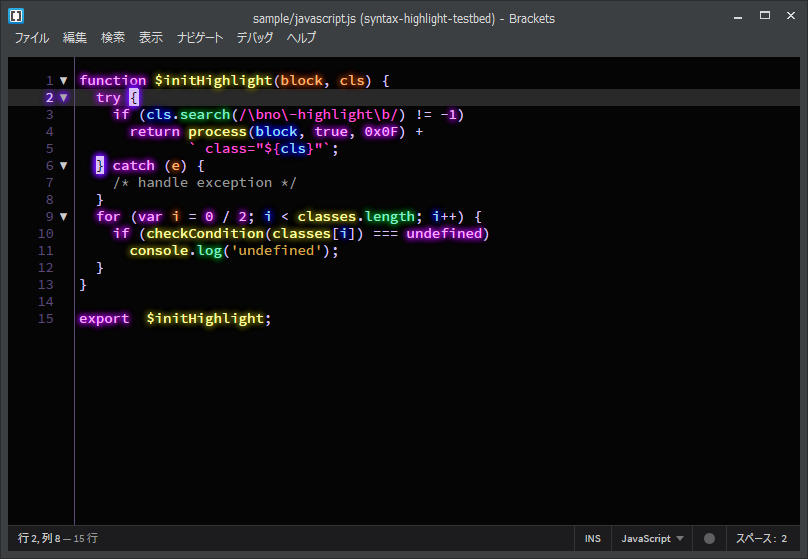 sample/javascript.js (syntax-highlight-testbed) - Brackets
ファイル 編集 検索 表示 ナビゲート デバッグ ヘルプ
1 ▼ function $initHighlight(block, cls) {
2 ▼   try {
3       if (cls.search(/\bno\-highlight\b/) != -1)
4         return process(block, true, 0x0F) +
5                ` class="${cls}"`;
6 ▼   } catch (e) {
7       /* handle exception */
8     }
9 ▼   for (var i = 0 / 2; i < classes.length; i++) {
10      if (checkCondition(classes[i]) === undefined)
11        console.log('undefined');
12    }
13  }
14
15  export  $initHighlight;
行 2, 列 8 — 15 行 INS JavaScript ▼ スペース: 2